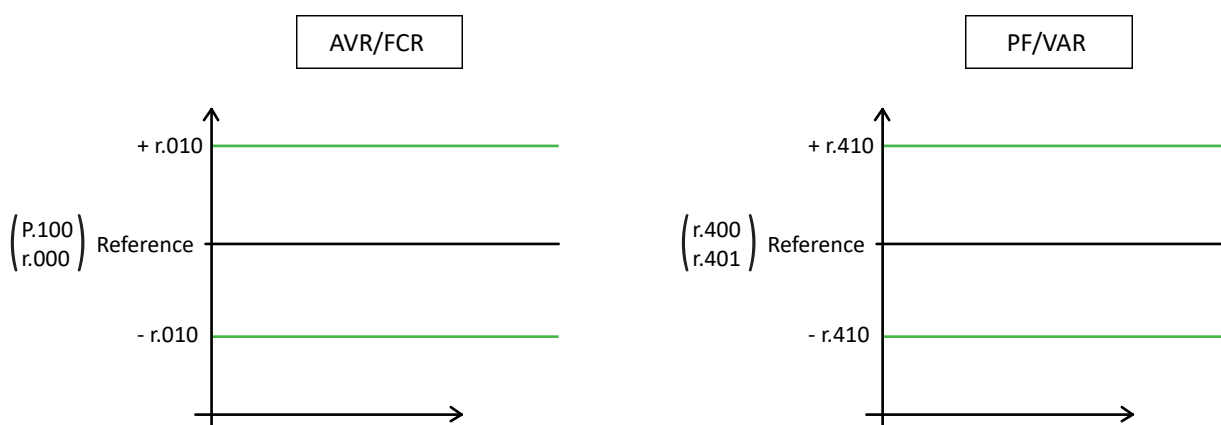 AVR/FCR
+ r.010
P.100
r.000
Reference
- r.010
PF/VAR
+ r.410
r.400
r.401
Reference
- r.410